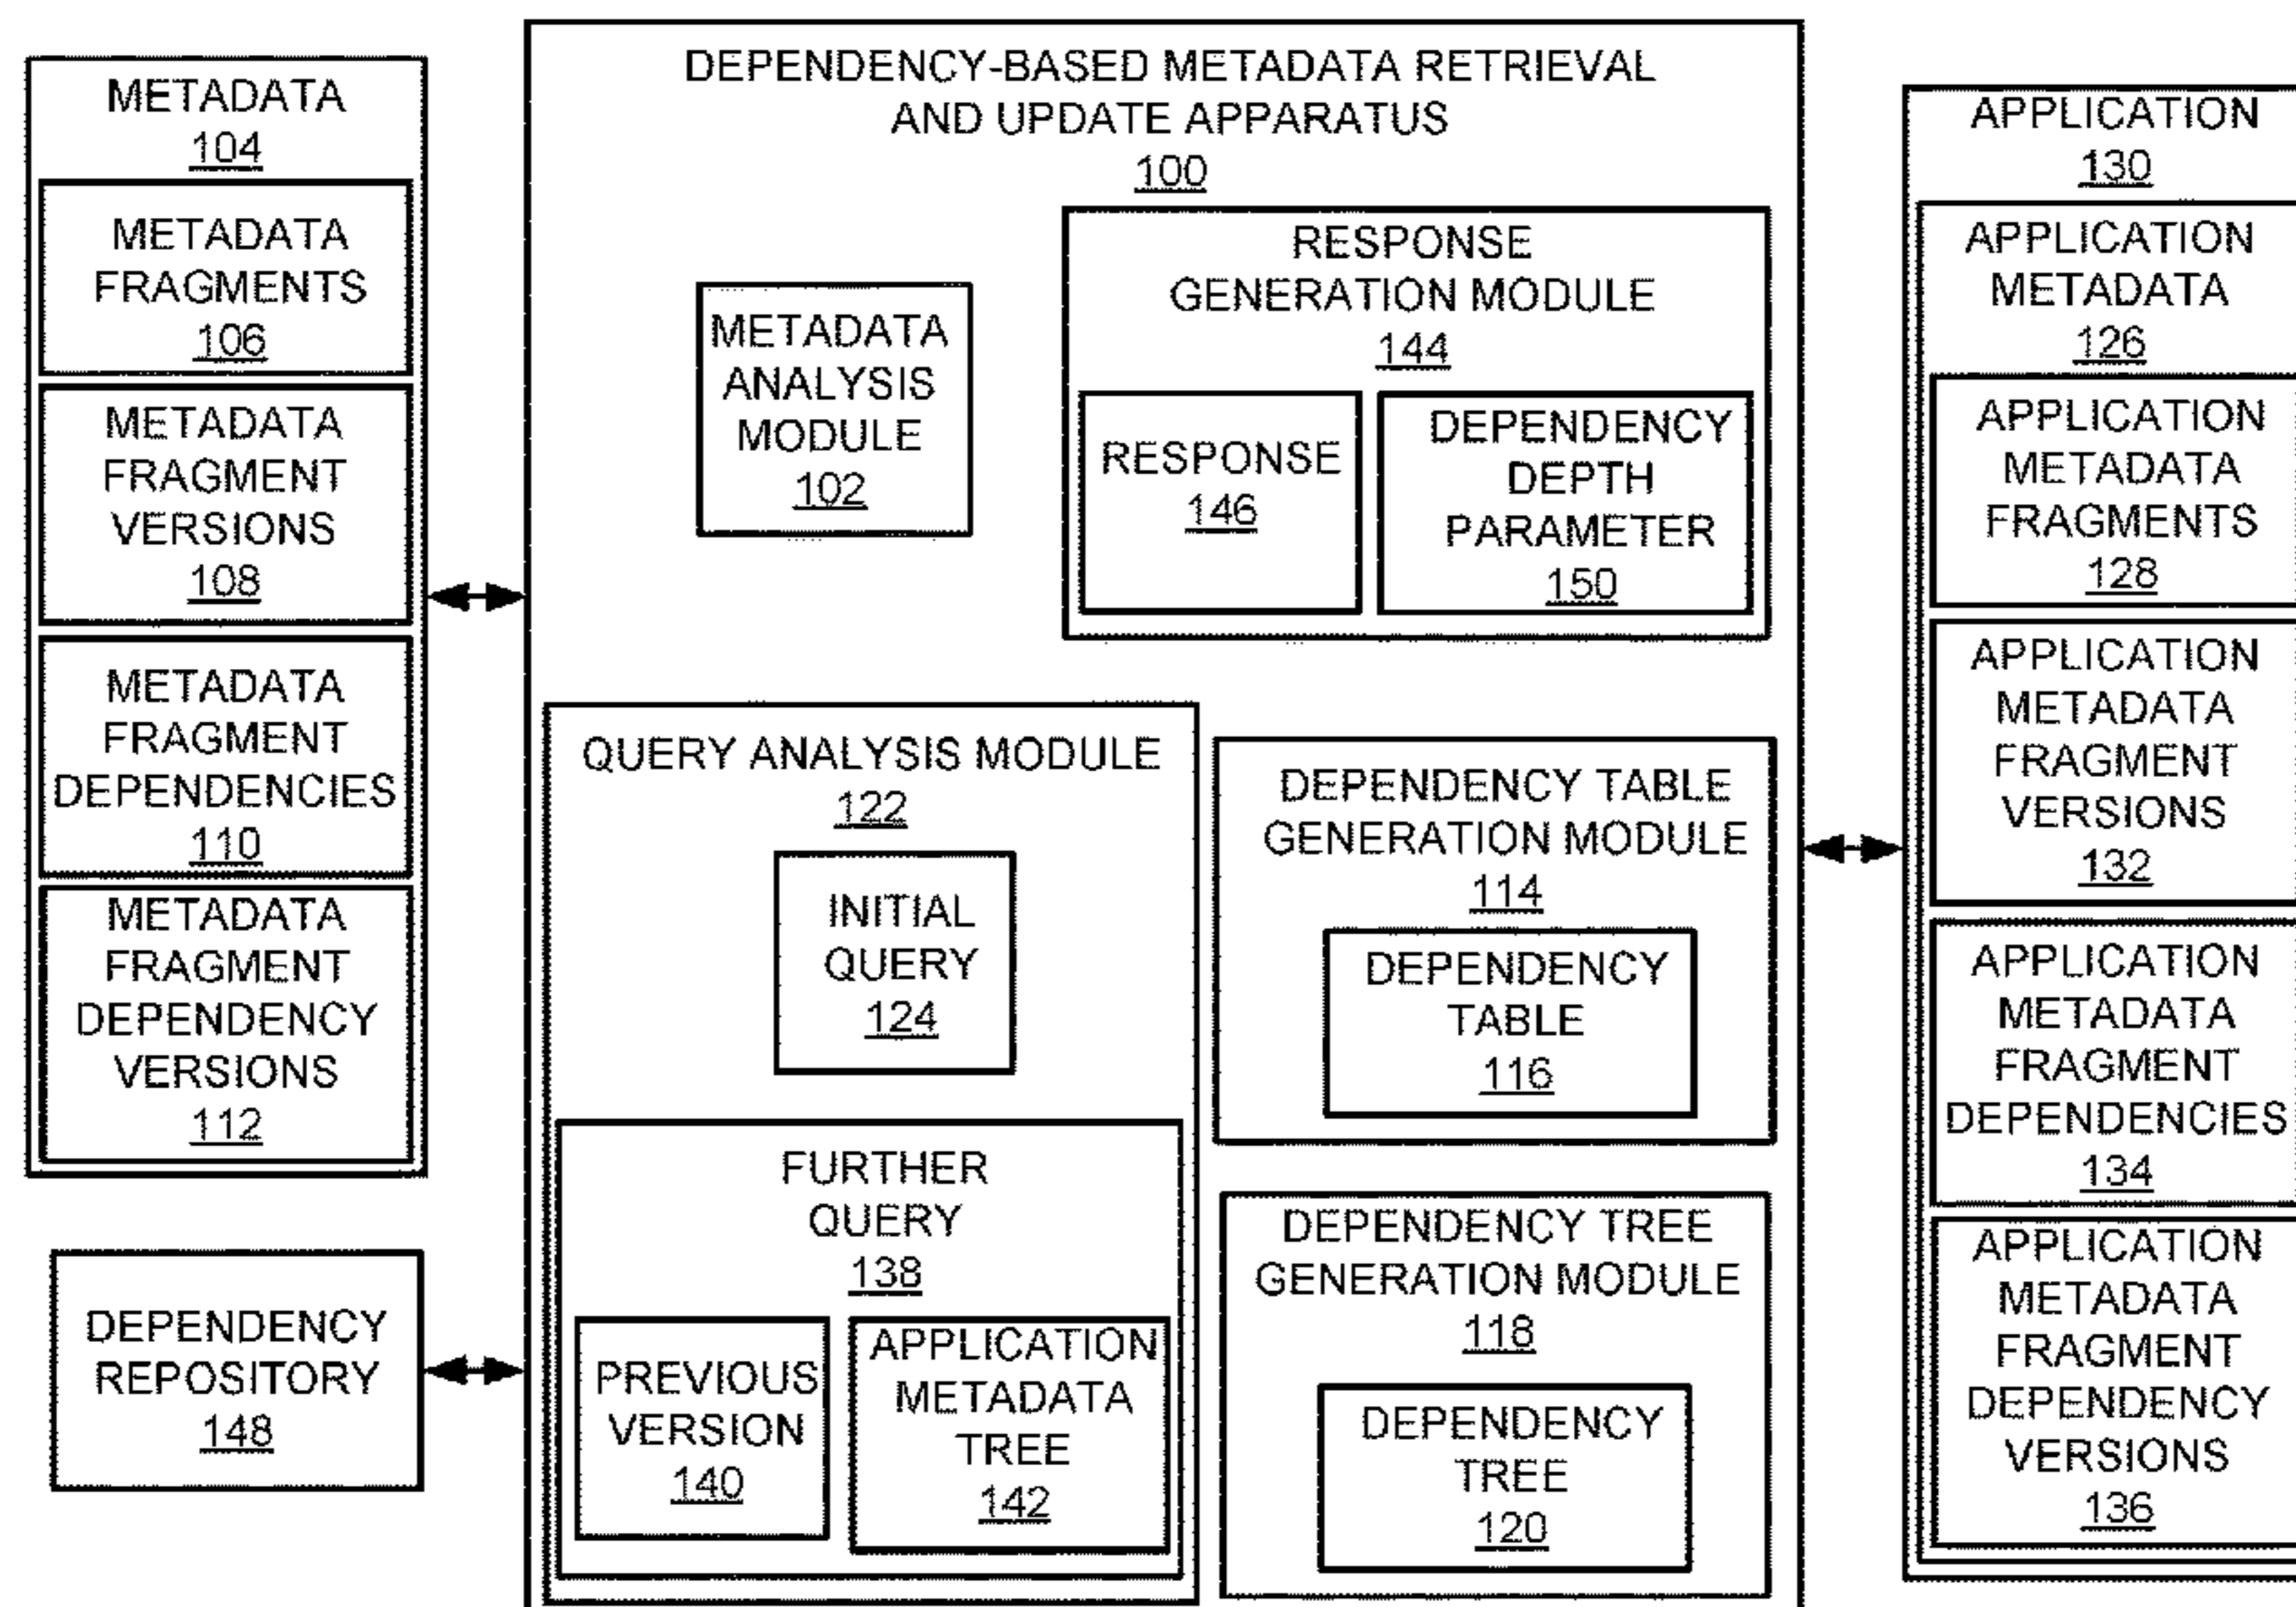 METADATA
104
METADATA
FRAGMENTS
106
METADATA
FRAGMENT
VERSIONS
108
METADATA
FRAGMENT
DEPENDENCIES
110
METADATA
FRAGMENT
DEPENDENCY
VERSIONS
112
DEPENDENCY
REPOSITORY
148
DEPENDENCY-BASED METADATA RETRIEVAL
AND UPDATE APPARATUS
100
METADATA
ANALYSIS
MODULE
102
RESPONSE
GENERATION MODULE
144
RESPONSE
146
DEPENDENCY
DEPTH
PARAMETER
150
QUERY ANALYSIS MODULE
122
INITIAL
QUERY
124
FURTHER
QUERY
138
PREVIOUS
VERSION
140
APPLICATION
METADATA
TREE
142
DEPENDENCY TABLE
GENERATION MODULE
114
DEPENDENCY
TABLE
116
DEPENDENCY TREE
GENERATION MODULE
118
DEPENDENCY
TREE
120
APPLICATION
130
APPLICATION
METADATA
126
APPLICATION
METADATA
FRAGMENTS
128
APPLICATION
METADATA
FRAGMENT
VERSIONS
132
APPLICATION
METADATA
FRAGMENT
DEPENDENCIES
134
APPLICATION
METADATA
FRAGMENT
DEPENDENCY
VERSIONS
136